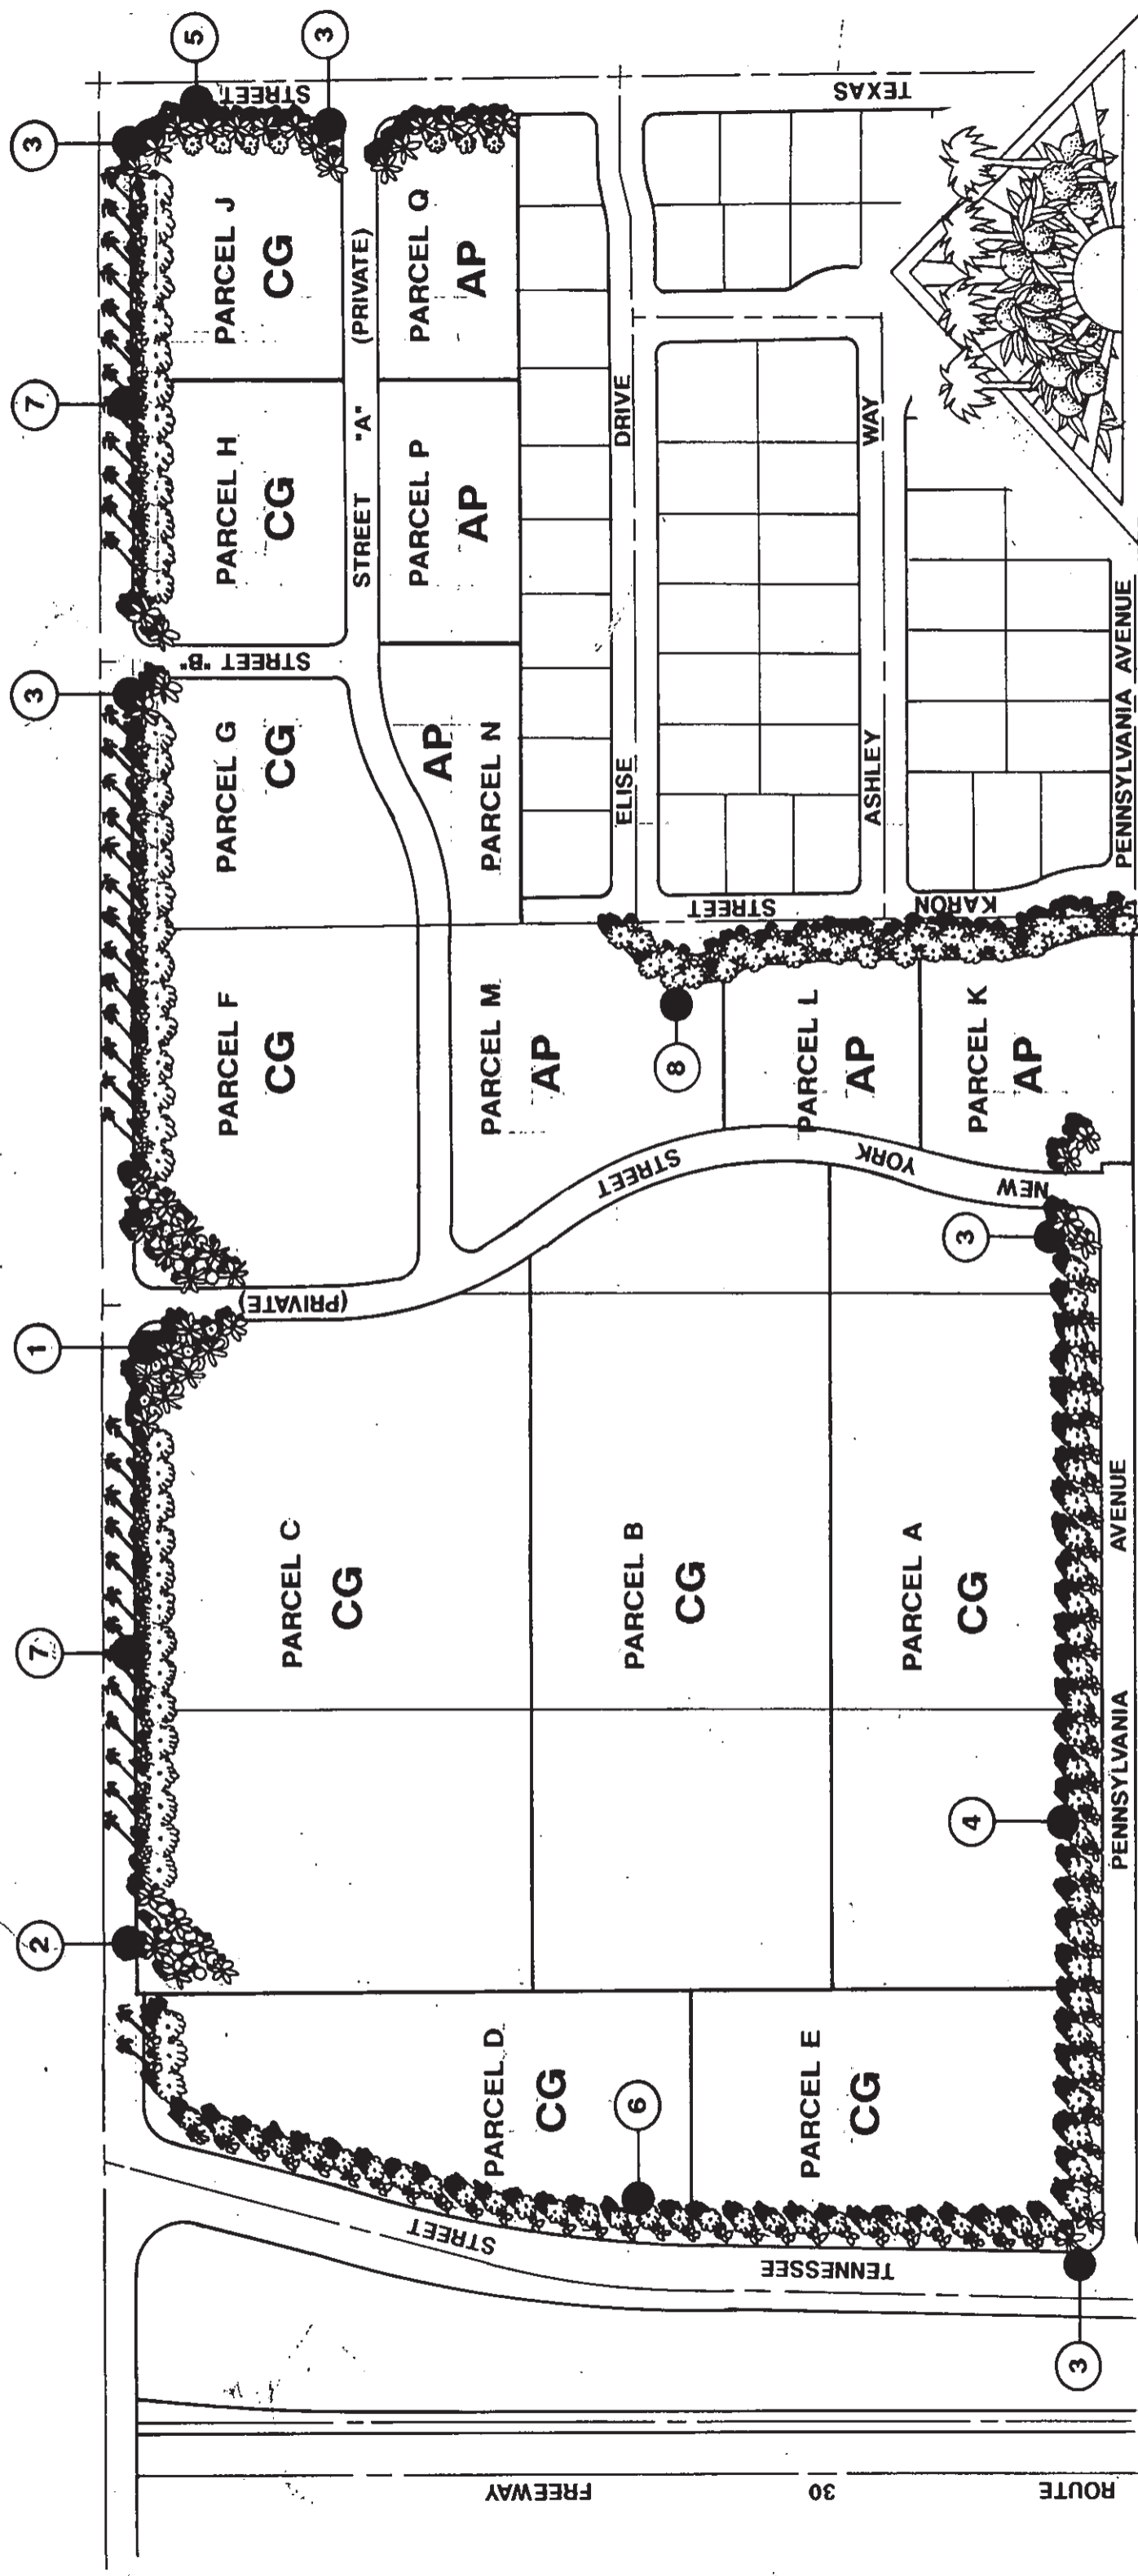 2
7
1
3
7
3
5
3
PARCEL D
CG
PARCEL E
CG
6
PARCEL C
CG
PARCEL B
CG
PARCEL A
CG
4
3
3
PARCEL F
CG
PARCEL G
CG
PARCEL H
CG
PARCEL J
CG
STREET "B"
STREET "A" (PRIVATE)
PARCEL M
AP
AP
PARCEL N
PARCEL P
AP
PARCEL Q
AP
8
PARCEL L
AP
PARCEL K
AP
(PRIVATE)
NEW YORK STREET
ELISE DRIVE
ASHLEY WAY
KARON STREET
TEXAS STREET
PENNSYLVANIA AVENUE
PENNSYLVANIA AVENUE
TENNESSEE STREET
ROUTE 30 FREEWAY